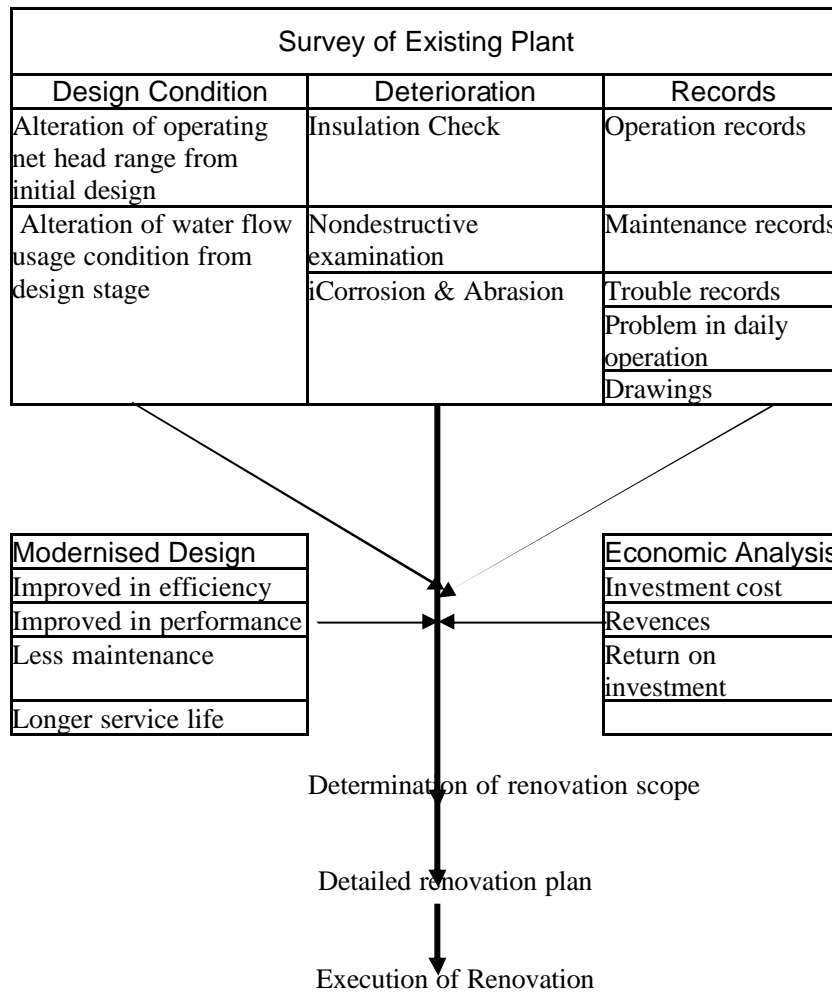 Survey of Existing Plant
Design Condition
Deterioration
Records
Alteration of operating
net head range from
initial design
Insulation Check
Operation records
Alteration of water flow
usage condition from
design stage
Nondestructive
examination
Maintenance records
iCorrosion & Abrasion
Trouble records
Problem in daily
operation
Drawings
Modernised Design
Improved in efficiency
Improved in performance
Less maintenance
Longer service life
Economic Analysis
Investment cost
Revences
Return on
investment
Determination of renovation scope
Detailed renovation plan
Execution of Renovation